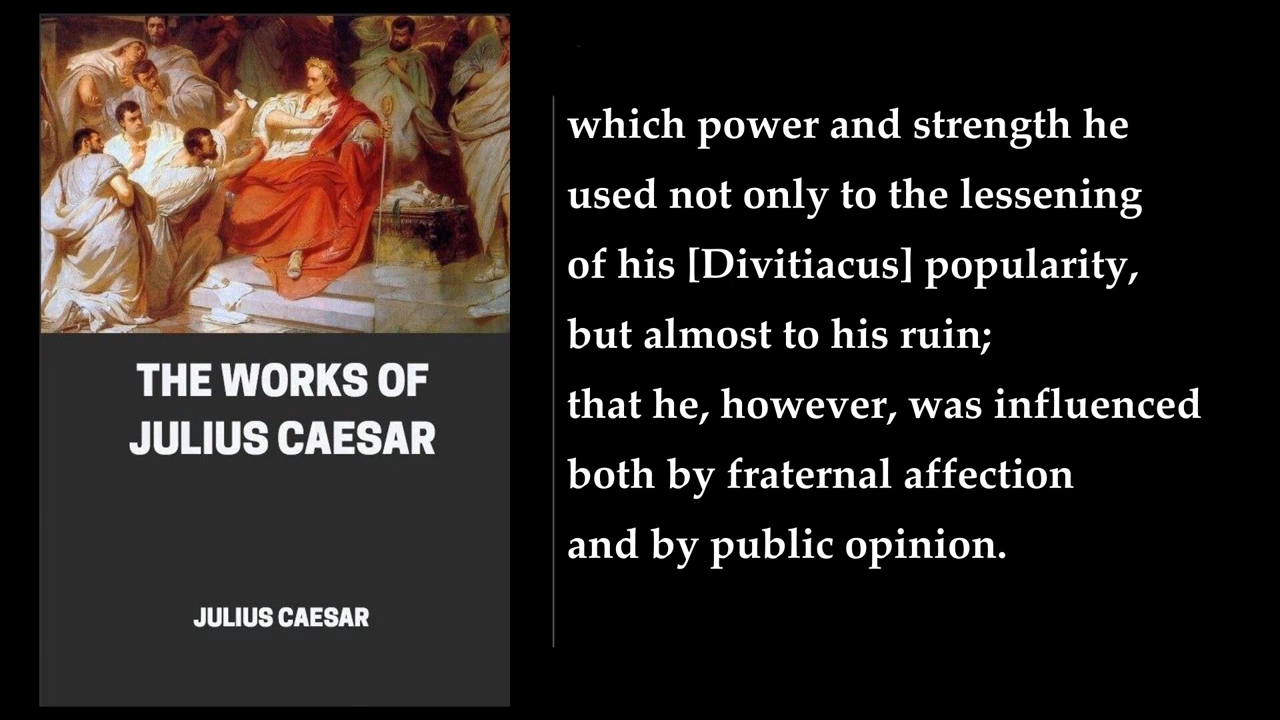 THE WORKS OF
JULIUS CAESAR
JULIUS CAESAR
which power and strength he
used not only to the lessening
of his [Divitiacus] popularity,
but almost to his ruin;
that he, however, was influenced
both by fraternal affection
and by public opinion.